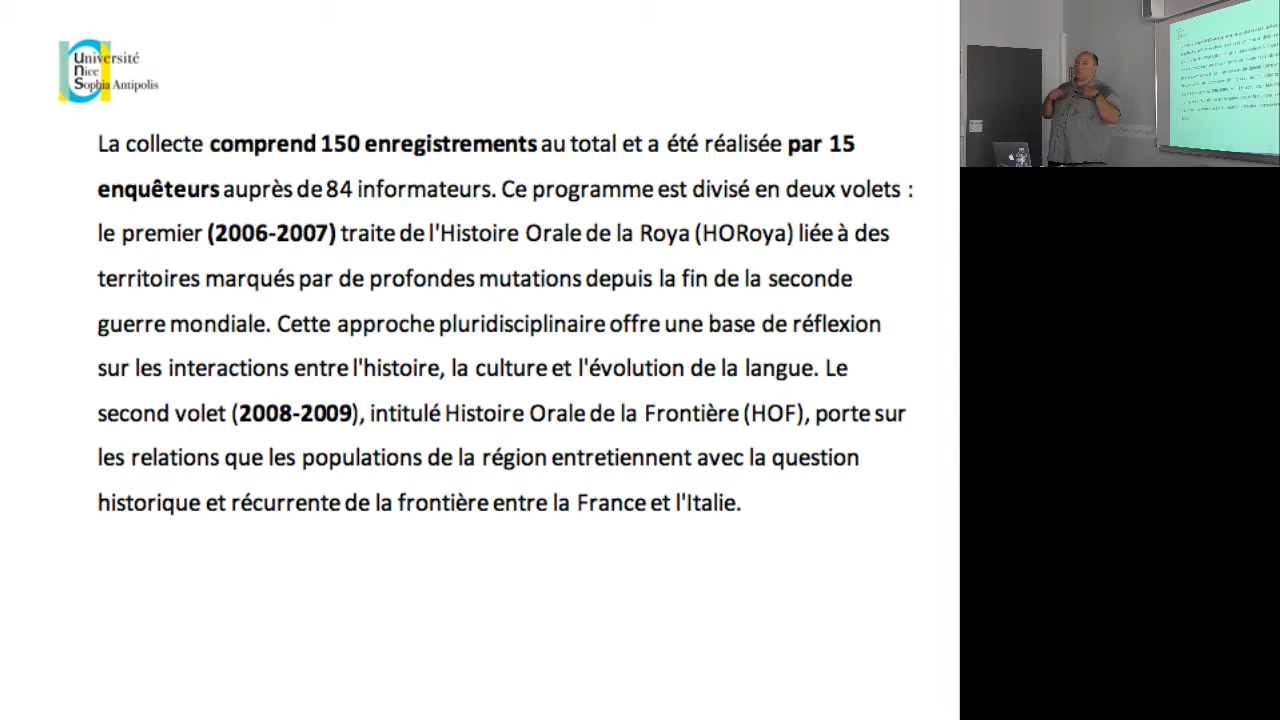 Université
Nice
Sophia Antipolis
La collecte comprend 150 enregistrements au total et a été réalisée par 15
enquêteurs auprès de 84 informateurs. Ce programme est divisé en deux volets :
le premier (2006-2007) traite de l'Histoire Orale de la Roya (HORoya) liée à des
territoires marqués par de profondes mutations depuis la fin de la seconde
guerre mondiale. Cette approche pluridisciplinaire offre une base de réflexion
sur les interactions entre l'histoire, la culture et l'évolution de la langue. Le
second volet (2008-2009), intitulé Histoire Orale de la Frontière (HOF), porte sur
les relations que les populations de la région entretiennent avec la question
historique et récurrente de la frontière entre la France et l'Italie.